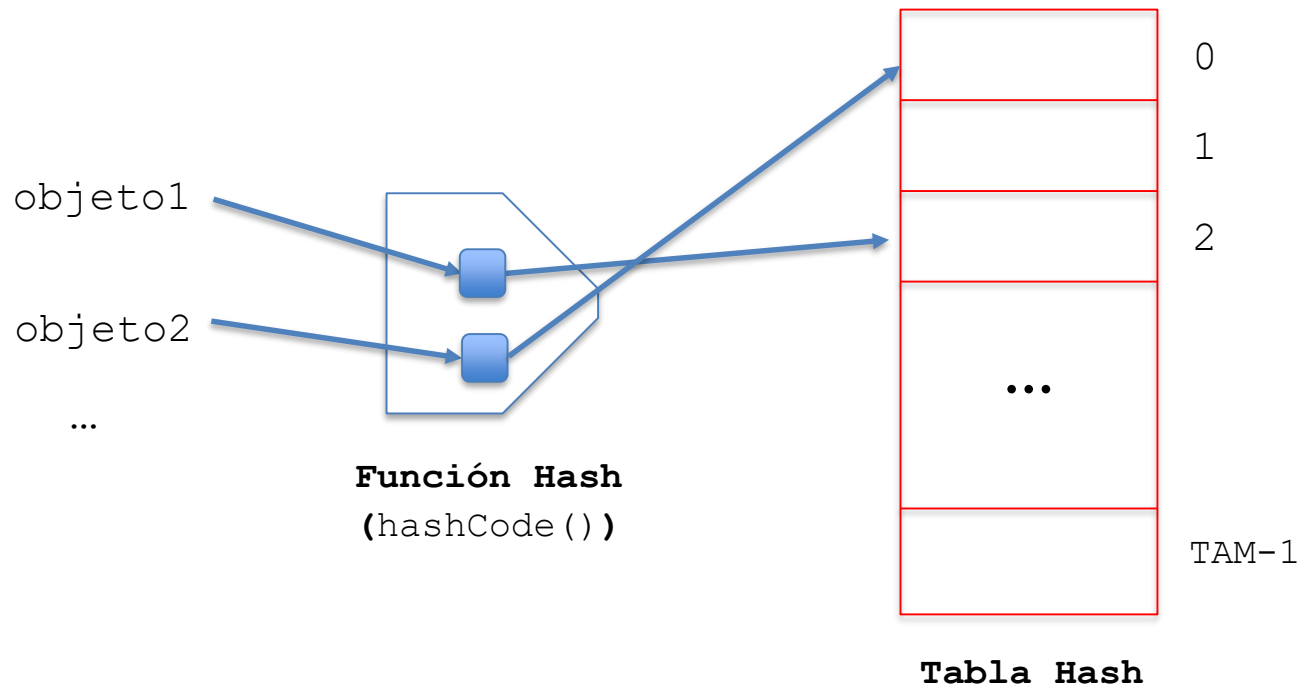 objeto1
objeto2
…
Función Hash
(hashCode())
0
1
2
…
TAM-1
Tabla Hash